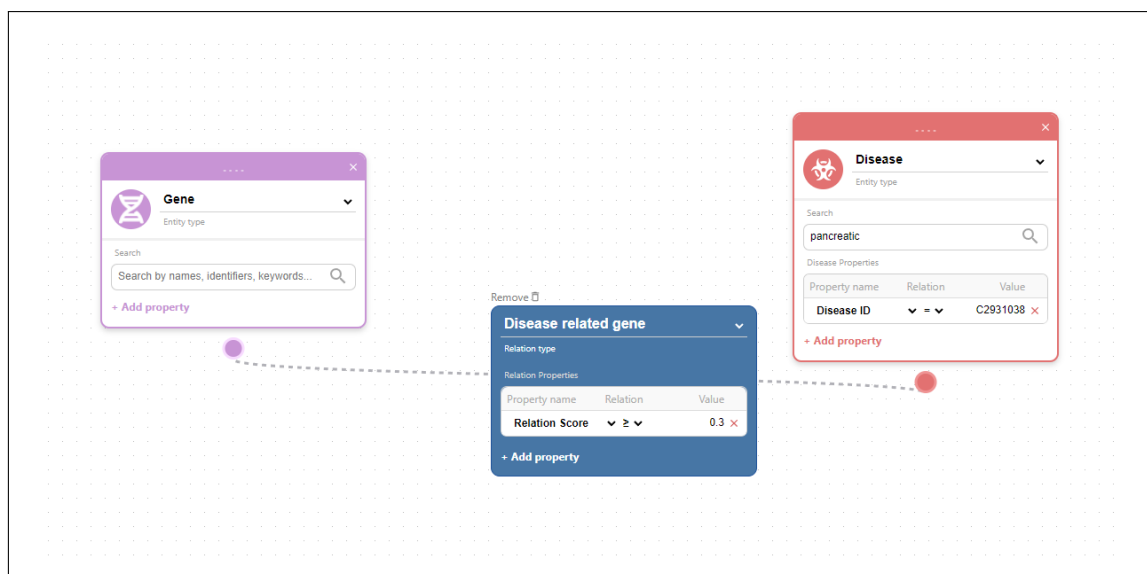 Gene
Entity type
Search
Search by names, identifiers, keywords...
+ Add property
Remove
Disease related gene
Relation type
Relation Properties
Property name Relation Value
Relation Score ≥ 0.3
+ Add property
Disease
Entity type
Search
pancreatic
Disease Properties
Property name Relation Value
Disease ID = C2931038
+ Add property